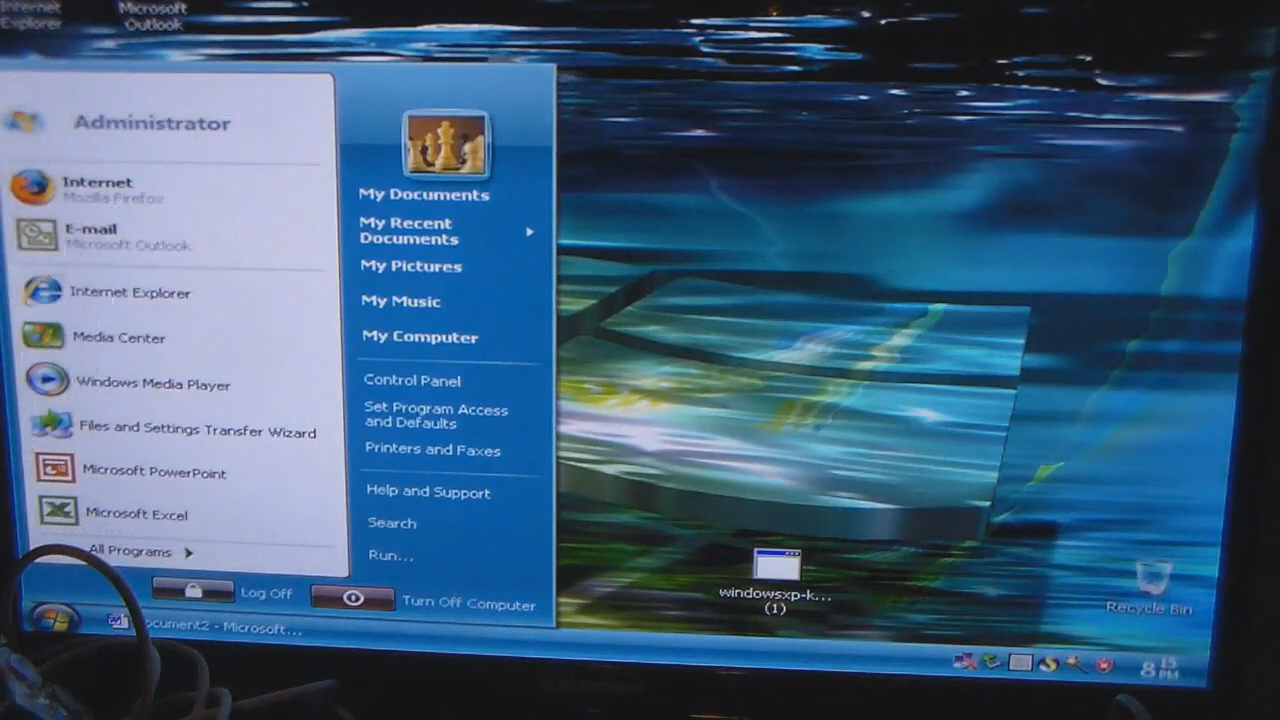 Internet
Explorer
Microsoft
Outlook
Administrator
Internet
Mozilla Firefox
E-mail
Microsoft Outlook
Internet Explorer
Media Center
Windows Media Player
Files and Settings Transfer Wizard
Microsoft PowerPoint
Microsoft Excel
All Programs
My Documents
My Recent
Documents
My Pictures
My Music
My Computer
Control Panel
Set Program Access
and Defaults
Printers and Faxes
Help and Support
Search
Run...
Log Off
Turn Off Computer
windowsxp-k...
(1)
Recycle Bin
ocument2 - Microsoft...
8 15 PM